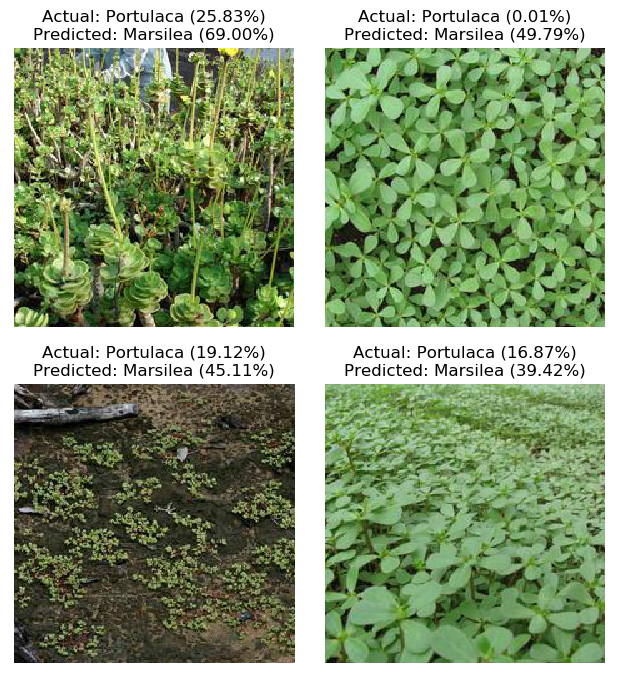 Actual: Portulaca (25.83%)
Predicted: Marsilea (69.00%)
Actual: Portulaca (0.01%)
Predicted: Marsilea (49.79%)
Actual: Portulaca (19.12%)
Predicted: Marsilea (45.11%)
Actual: Portulaca (16.87%)
Predicted: Marsilea (39.42%)